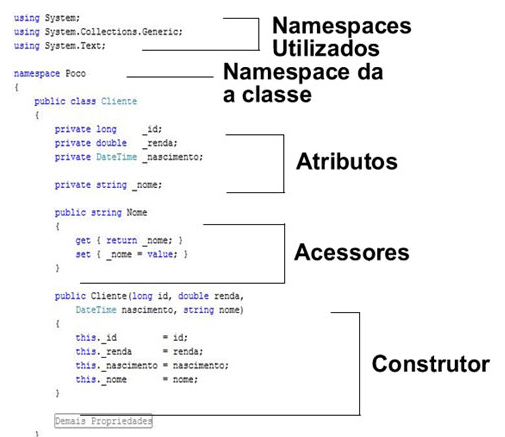 using System;
using System.Collections.Generic;
using System.Text;
Namespaces
Utilizados
namespace Poco
Namespace da
a classe
{
public class Cliente
{
private long _id;
private double _renda;
private DateTime _nascimento;
private string _nome;
Atributos
public string Nome
{
get { return _nome; }
set { _nome = value; }
}
Acessores
public Cliente(long id, double renda,
DateTime nascimento, string nome)
{
this._id = id;
this._renda = renda;
this._nascimento = nascimento;
this._nome = nome;
}
Construtor
Demais Propriedades
}